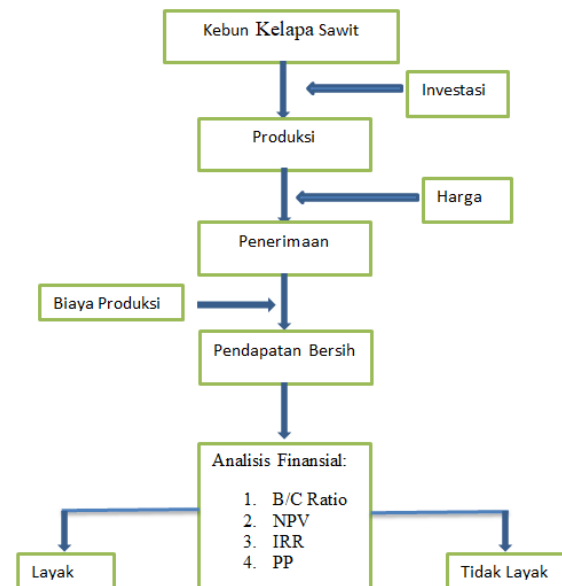 Kebun Kelapa Sawit
Investasi
Produksi
Harga
Penerimaan
Biaya Produksi
Pendapatan Bersih
Analisis Finansial:
1. B/C Ratio
2. NPV
3. IRR
4. PP
Layak
Tidak Layak